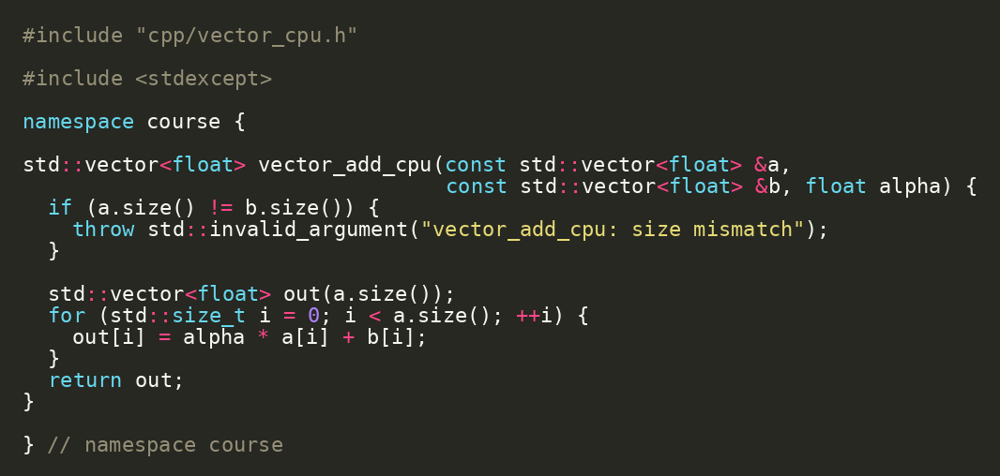 #include "cpp/vector_cpu.h"

#include <stdexcept>

namespace course {

std::vector<float> vector_add_cpu(const std::vector<float> &a,
                                  const std::vector<float> &b, float alpha) {
  if (a.size() != b.size()) {
    throw std::invalid_argument("vector_add_cpu: size mismatch");
  }

  std::vector<float> out(a.size());
  for (std::size_t i = 0; i < a.size(); ++i) {
    out[i] = alpha * a[i] + b[i];
  }
  return out;
}

} // namespace course